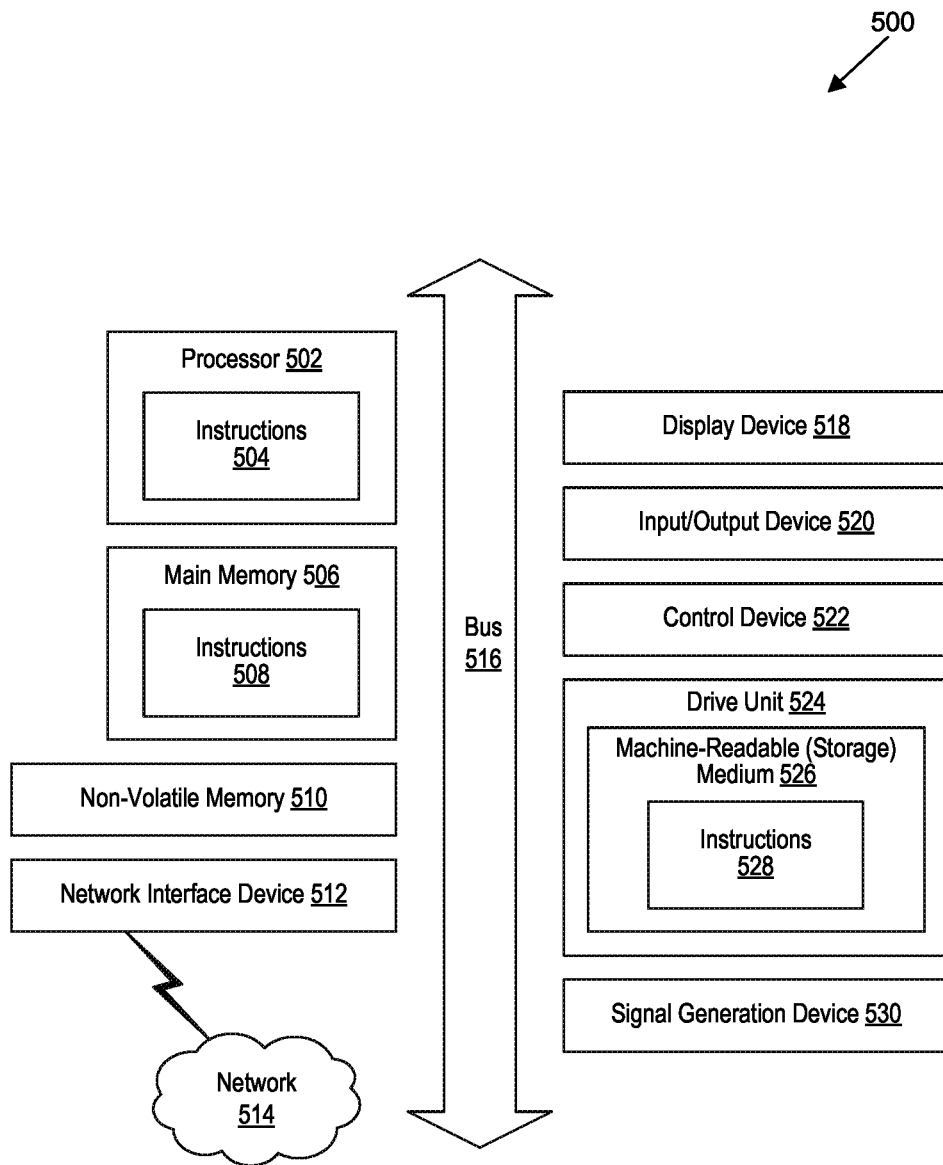 500
Processor 502
Instructions
504
Main Memory 506
Instructions
508
Non-Volatile Memory 510
Network Interface Device 512
Network
514
Bus
516
Display Device 518
Input/Output Device 520
Control Device 522
Drive Unit 524
Machine-Readable (Storage)
Medium 526
Instructions
528
Signal Generation Device 530